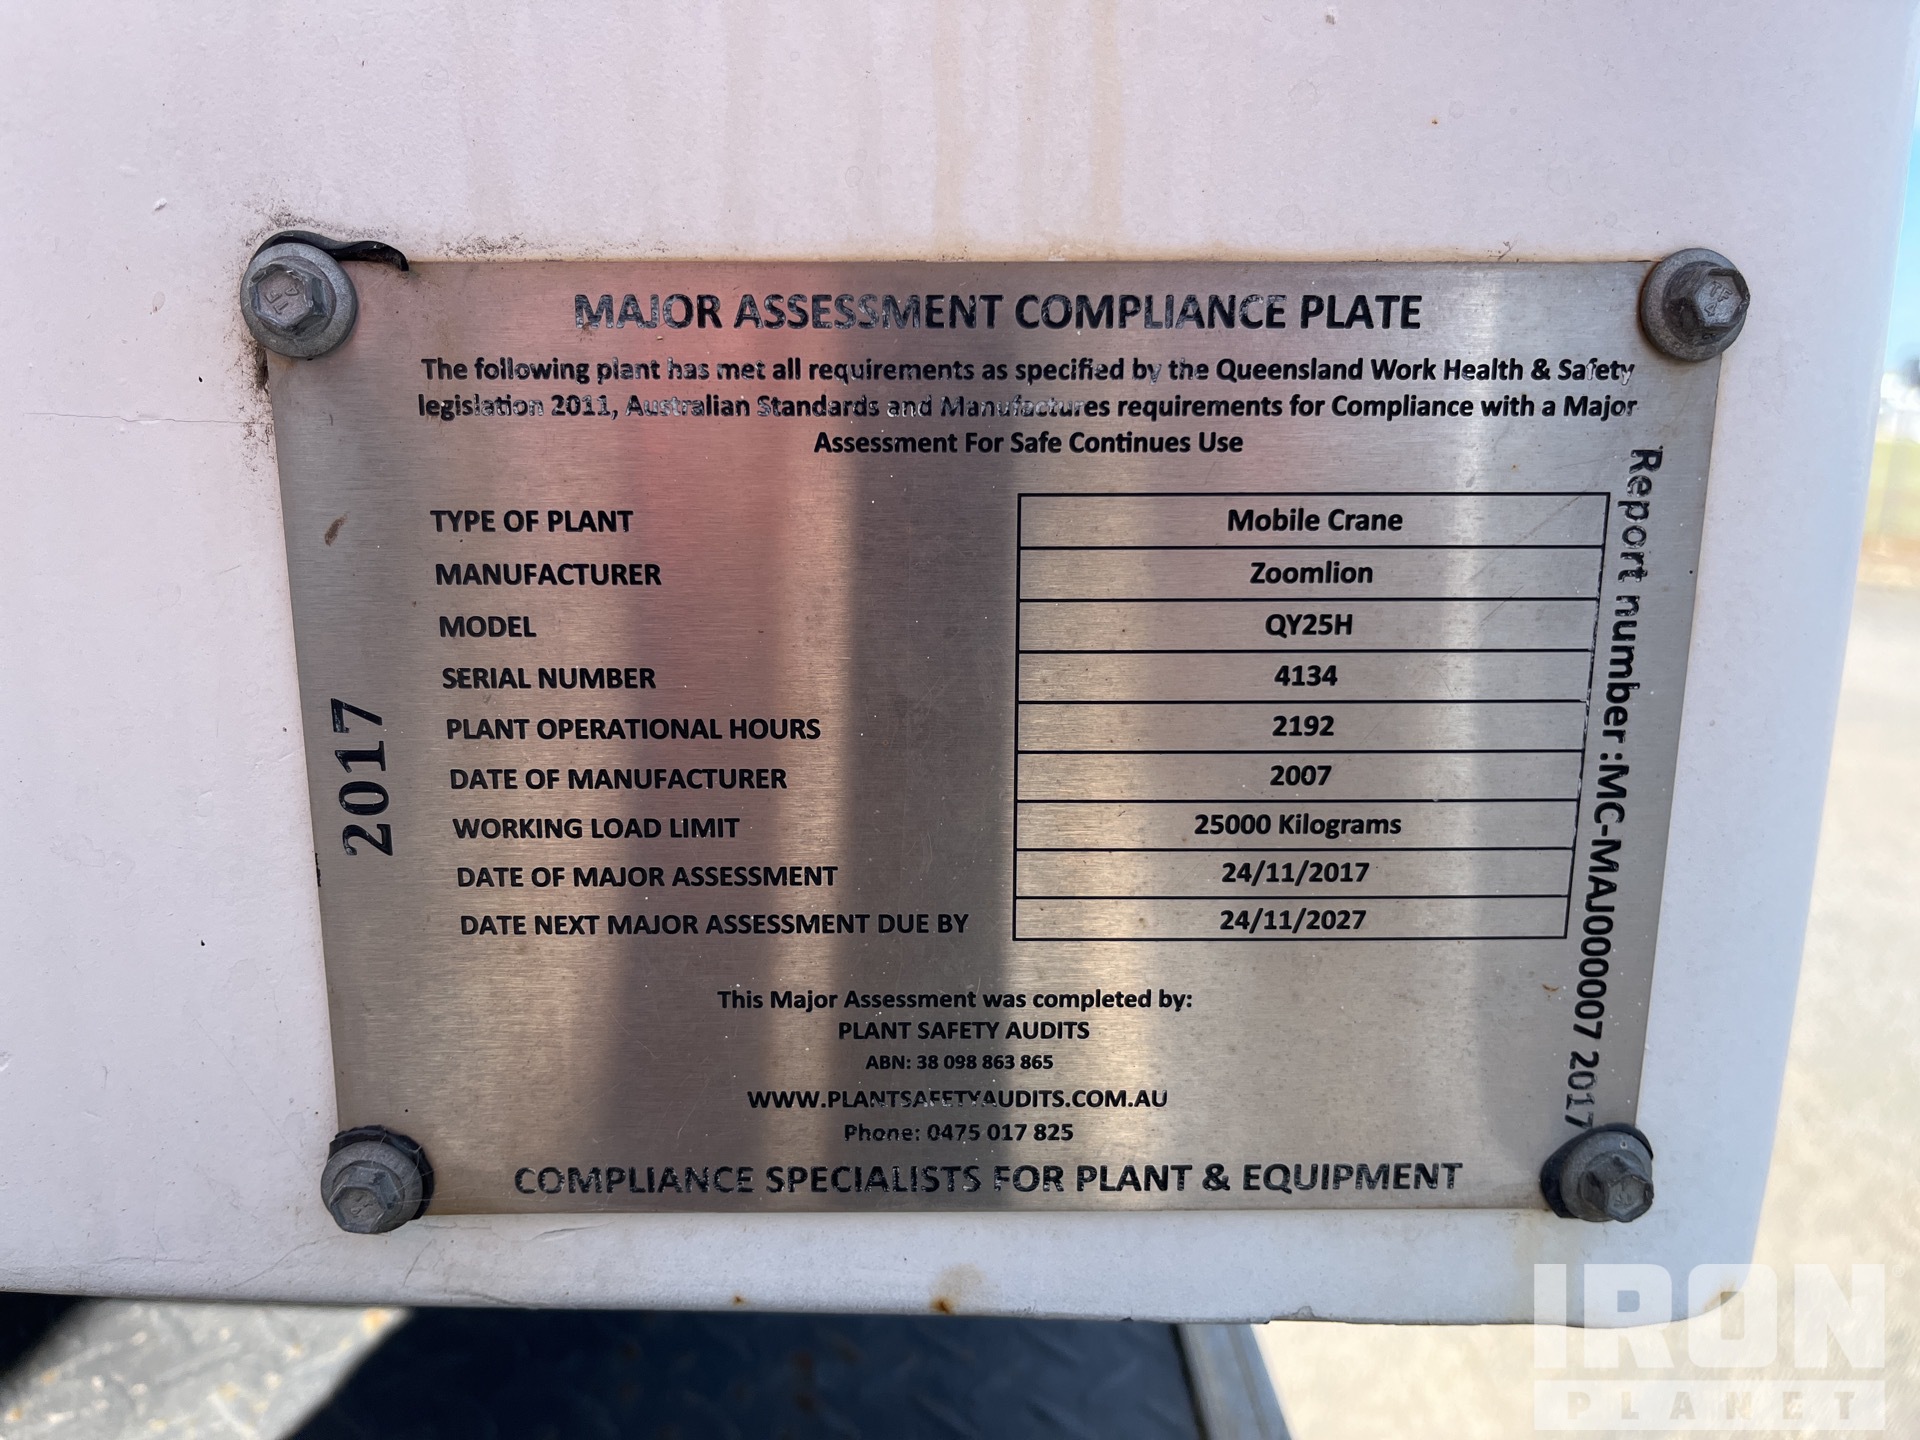 MAJOR ASSESSMENT COMPLIANCE PLATE
The following plant has met all requirements as specified by the Queensland Work Health & Safety
legislation 2011, Australian Standards and Manufactures requirements for Compliance with a Major
Assessment For Safe Continues Use
TYPE OF PLANT Mobile Crane
MANUFACTURER Zoomlion
MODEL QY25H
SERIAL NUMBER 4134
PLANT OPERATIONAL HOURS 2192
DATE OF MANUFACTURER 2007
WORKING LOAD LIMIT 25000 Kilograms
DATE OF MAJOR ASSESSMENT 24/11/2017
DATE NEXT MAJOR ASSESSMENT DUE BY 24/11/2027
2017
Report number:MC-MAJ000007 2017
This Major Assessment was completed by:
PLANT SAFETY AUDITS
ABN: 38 098 863 865
WWW.PLANTSAFETYAUDITS.COM.AU
Phone: 0475 017 825
COMPLIANCE SPECIALISTS FOR PLANT & EQUIPMENT
IRON
PLANET